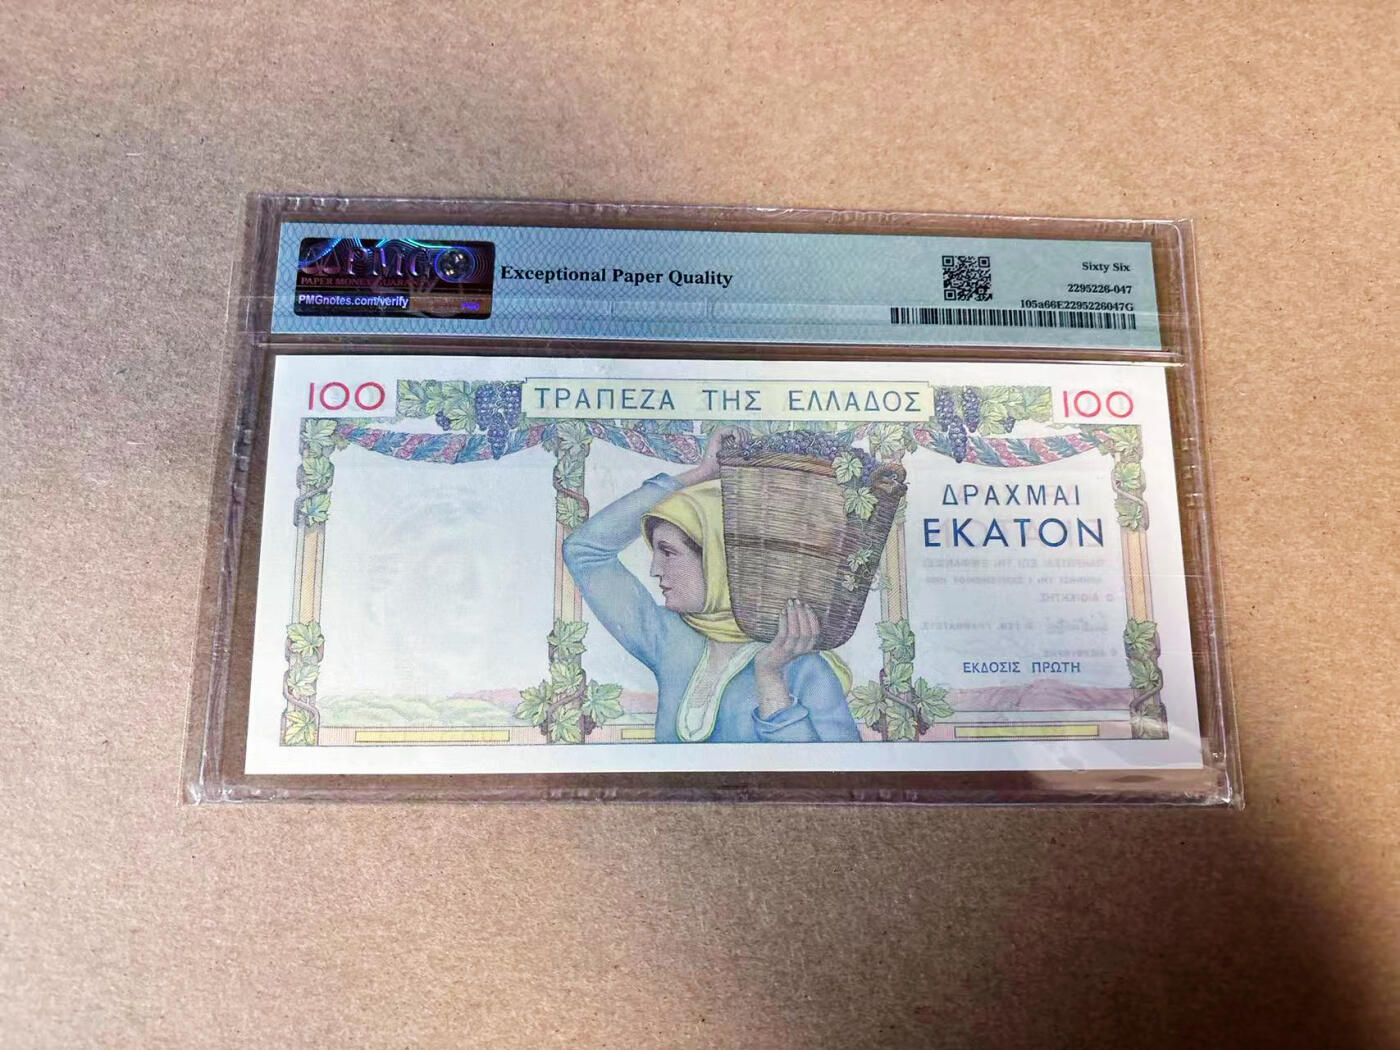 PMG
PAPER MONEY GUARANTY
PMGnotes.com/verify
Exceptional Paper Quality
Sixty Six
2295226-047
105a66E2295226047G
100
ΤΡΑΠΕΖΑ ΤΗΣ ΕΛΛΑΔΟΣ
100
ΔΡΑΧΜΑΙ
ΕΚΑΤΟΝ
ΕΚΔΟΣΙΣ ΠΡΩΤΗ